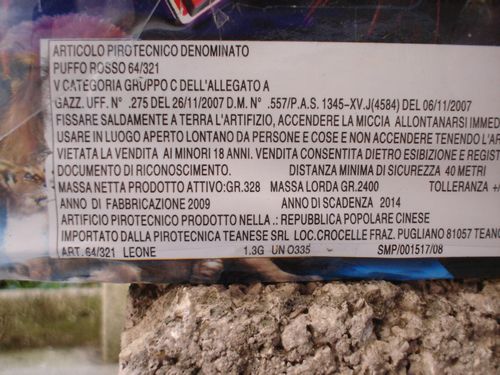 ARTICOLO PIROTECNICO DENOMINATO
PUFFO ROSSO 64/321
V CATEGORIA GRUPPO C DELL'ALLEGATO A
GAZZ. UFF. N° .275 DEL 26/11/2007 D.M. N° .557/P.A.S. 1345-XV.J(4584) DEL 06/11/2007
FISSARE SALDAMENTE A TERRA L'ARTIFIZIO, ACCENDERE LA MICCIA ALLONTANARSI IMMED
USARE IN LUOGO APERTO LONTANO DA PERSONE E COSE E NON ACCENDERE TENENDO L'AR
VIETATA LA VENDITA AI MINORI 18 ANNI. VENDITA CONSENTITA DIETRO ESIBIZIONE E REGIST
DOCUMENTO DI RICONOSCIMENTO. DISTANZA MINIMA DI SICUREZZA 40 METRI
MASSA NETTA PRODOTTO ATTIVO:GR.328 MASSA LORDA GR.2400 TOLLERANZA +/
ANNO DI FABBRICAZIONE 2009 ANNO DI SCADENZA 2014
ARTIFICIO PIROTECNICO PRODOTTO NELLA .: REPUBBLICA POPOLARE CINESE
IMPORTATO DALLA PIROTECNICA TEANESE SRL LOC.CROCELLE FRAZ. PUGLIANO 81057 TEANO
ART. 64/321 LEONE 1.3G UN O335 SMP/001517/08